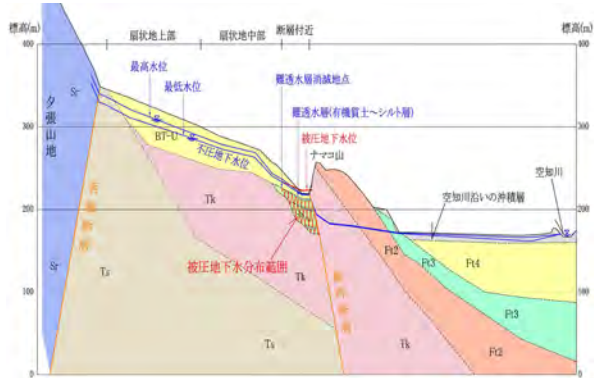 標高(m)
扇状地上部
扇状地中部
断層付近
標高(m)
400
400
最高水位
最低水位
難透水層消滅地点
難透水層(有機質土～シルト層)
被圧地下水位
ナマコ山
Sr
夕張山地
300
300
BT-U
不圧地下水位
空知川
空知川沿いの沖積層
200
200
Tk
被圧地下水分布範囲
Ft2
Ft3
Ft4
Sr
Ts
Tk
100
100
Ft3
Ts
Tk
Ft2
0
0